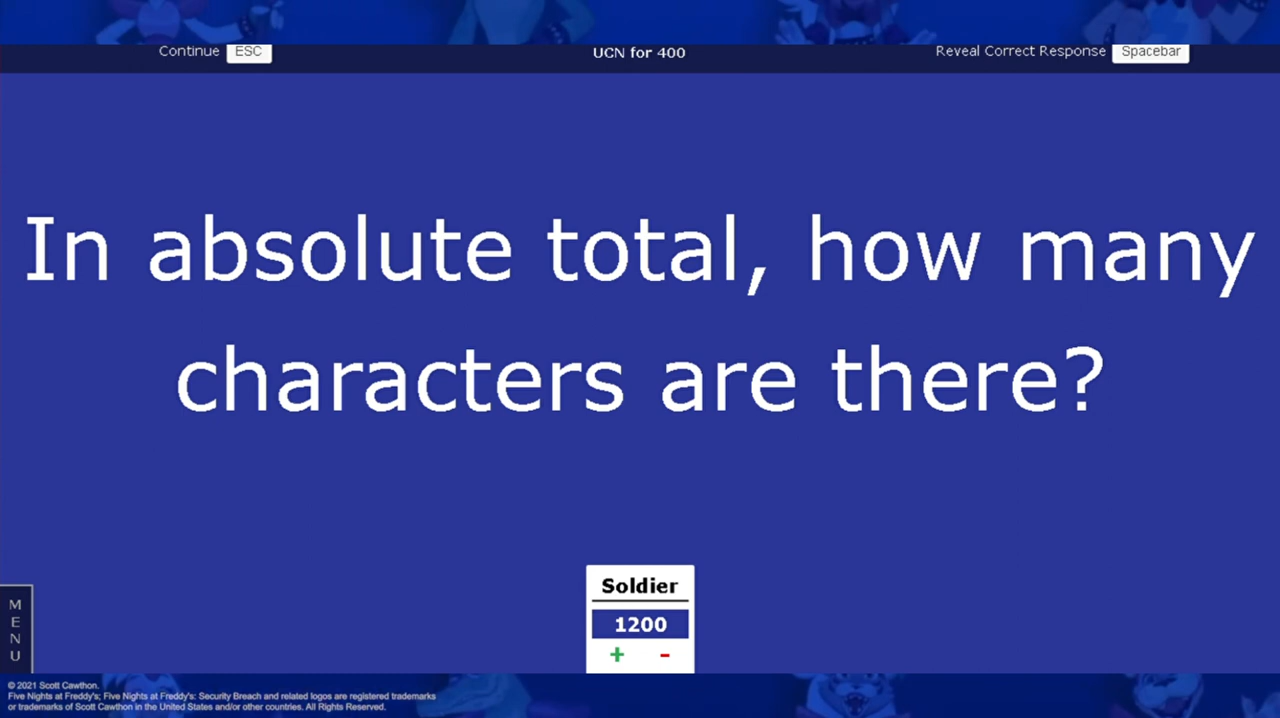 Continue ESC UCN for 400 Reveal Correct Response Spacebar
In absolute total, how many
characters are there?
Soldier
1200
+ -
M
E
N
U
© 2021 Scott Cawthon.
Five Nights at Freddy's; Five Nights at Freddy's: Security Breach and related logos are registered trademarks
or trademarks of Scott Cawthon in the United States and/or other countries. All Rights Reserved.